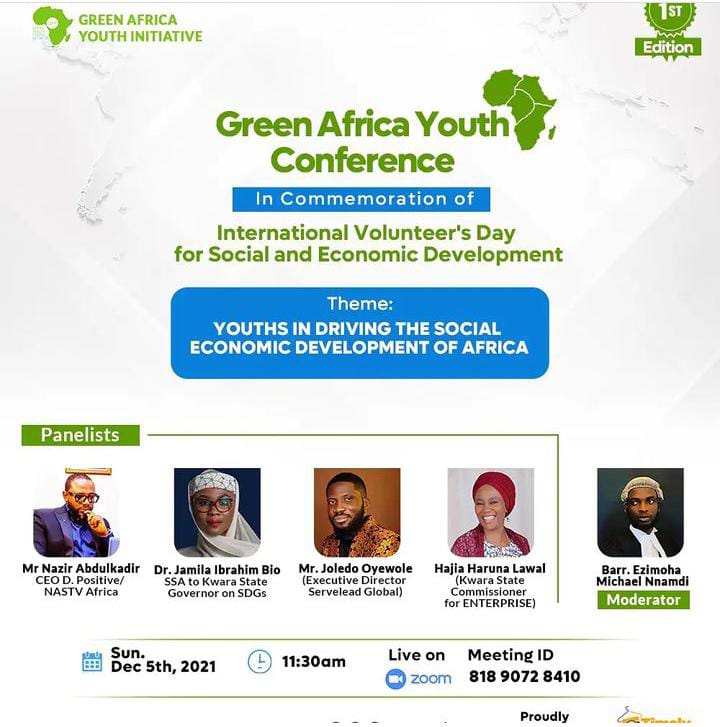 GREEN AFRICA
YOUTH INITIATIVE
1ST
Edition
Green Africa Youth
Conference
In Commemoration of
International Volunteer's Day
for Social and Economic Development
Theme:
YOUTHS IN DRIVING THE SOCIAL
ECONOMIC DEVELOPMENT OF AFRICA
Panelists
Mr Nazir Abdulkadir
CEO D. Positive/
NASTV Africa
Dr. Jamila Ibrahim Bio
SSA to Kwara State
Governor on SDGs
Mr. Joledo Oyewole
(Executive Director
Servelead Global)
Hajia Haruna Lawal
(Kwara State
Commissioner
for ENTERPRISE)
Barr. Ezimoha
Michael Nnamdi
Moderator
Sun.
Dec 5th, 2021
11:30am
Live on
zoom
Meeting ID
818 9072 8410
Proudly
Timely